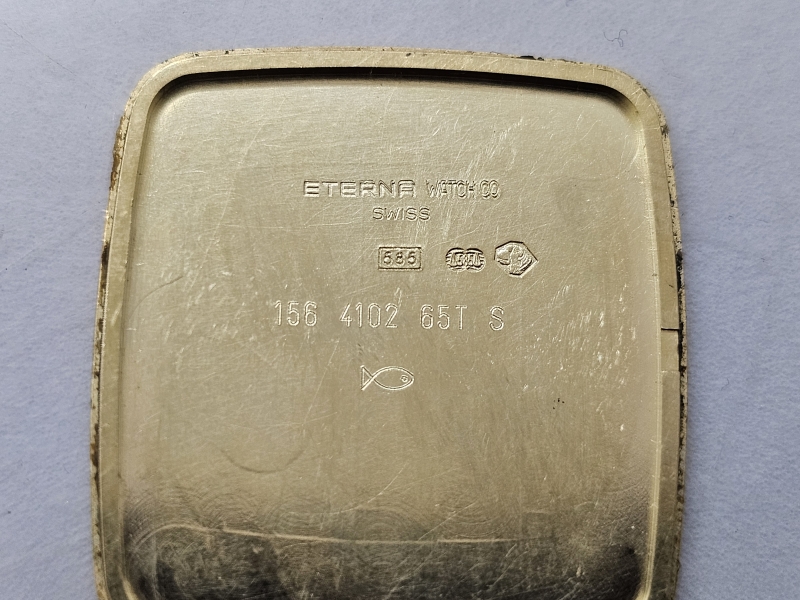 ETERNA WATCH CO
SWISS
585
156 4102 65T S